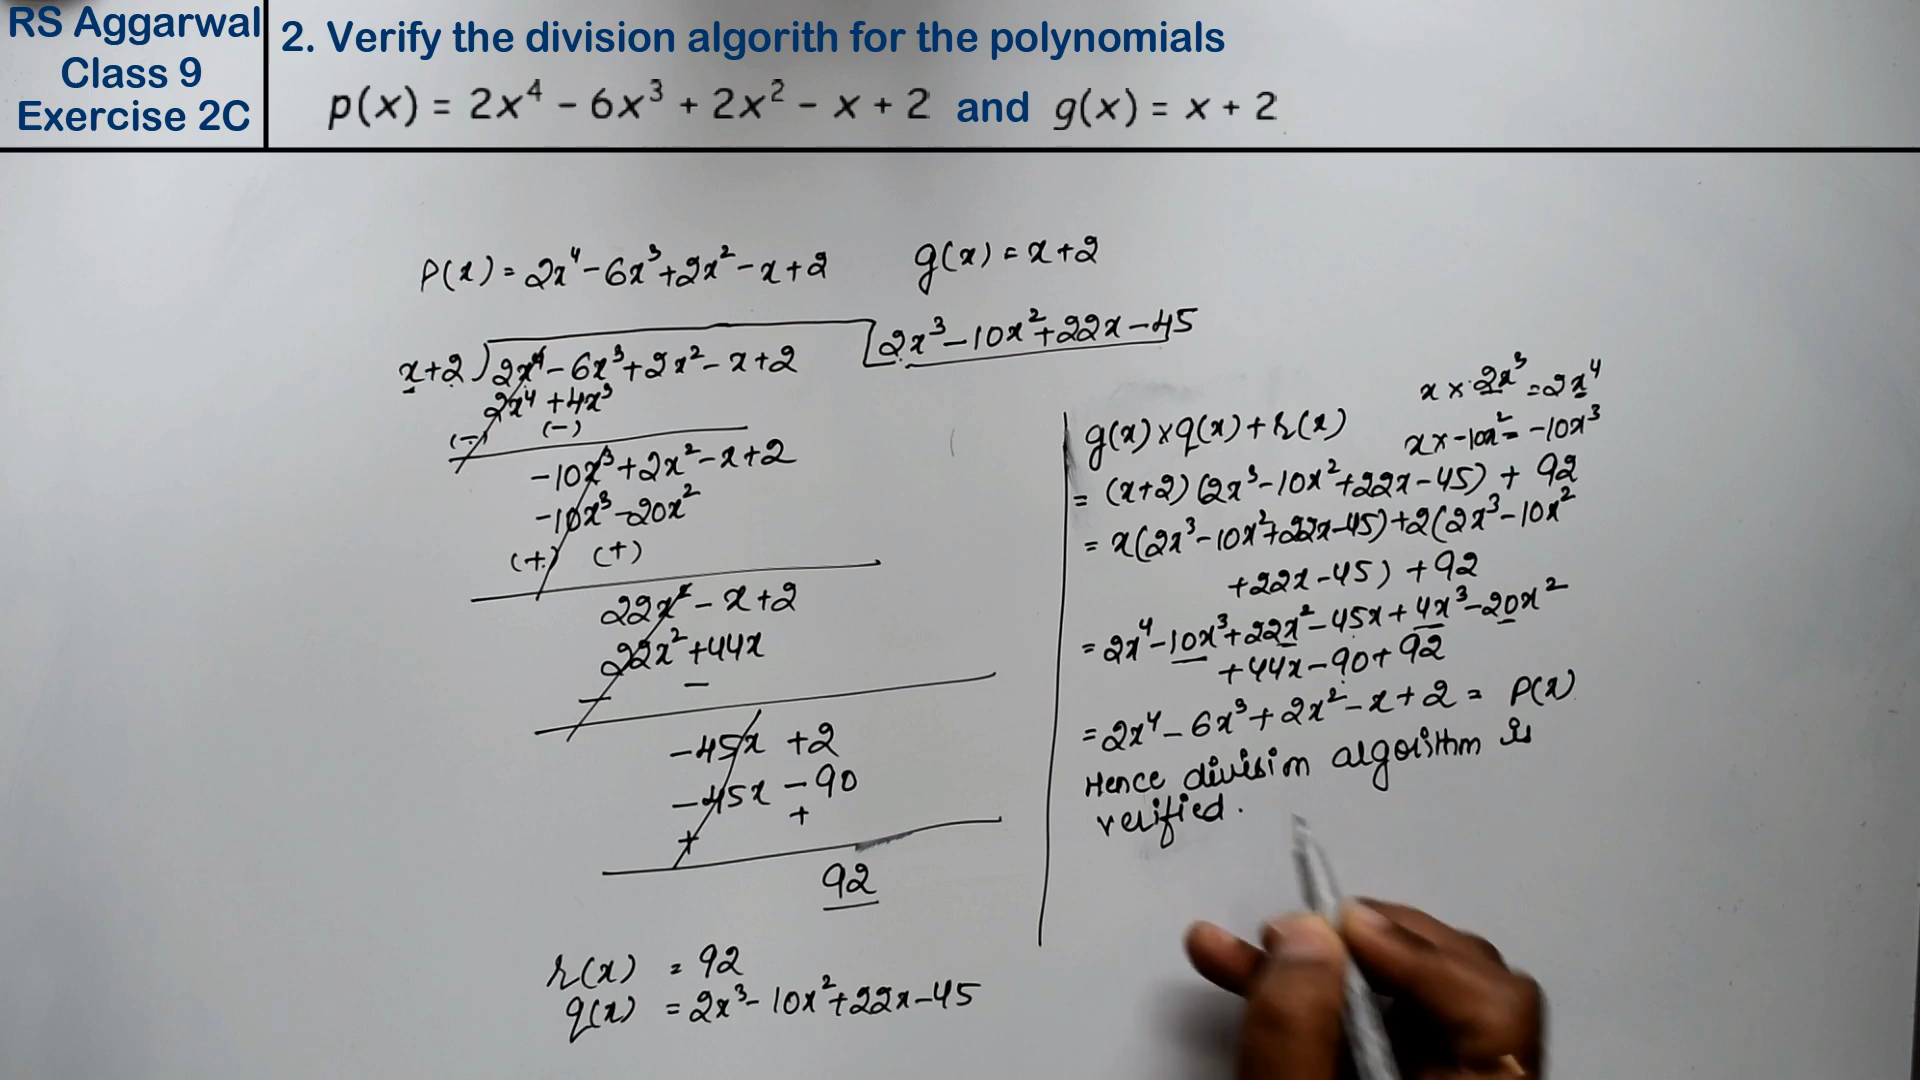 RS Aggarwal
Class 9
Exercise 2C
2. Verify the division algorith for the polynomials
p(x) = 2x⁴ - 6x³ + 2x² - x + 2 and g(x) = x + 2
P(x) = 2x⁴ - 6x³ + 2x² - x + 2
g(x) = x + 2
x+2 ) 2x⁴ - 6x³ + 2x² - x + 2
2x³ - 10x² + 22x - 45
2x⁴ + 4x³
(-) (-)
-10x³ + 2x² - x + 2
-10x³ - 20x²
(+) (+)
22x² - x + 2
22x² + 44x
- -
-45x + 2
-45x - 90
+ +
92
r(x) = 92
q(x) = 2x³ - 10x² + 22x - 45
x × 2x³ = 2x⁴
x × -10x² = -10x³
g(x) × q(x) + r(x)
= (x+2) (2x³ - 10x² + 22x - 45) + 92
= x(2x³ - 10x² + 22x - 45) + 2(2x³ - 10x²
+ 22x - 45) + 92
= 2x⁴ - 10x³ + 22x² - 45x + 4x³ - 20x²
+ 44x - 90 + 92
= 2x⁴ - 6x³ + 2x² - x + 2 = P(x)
Hence division algorithm is
verified.